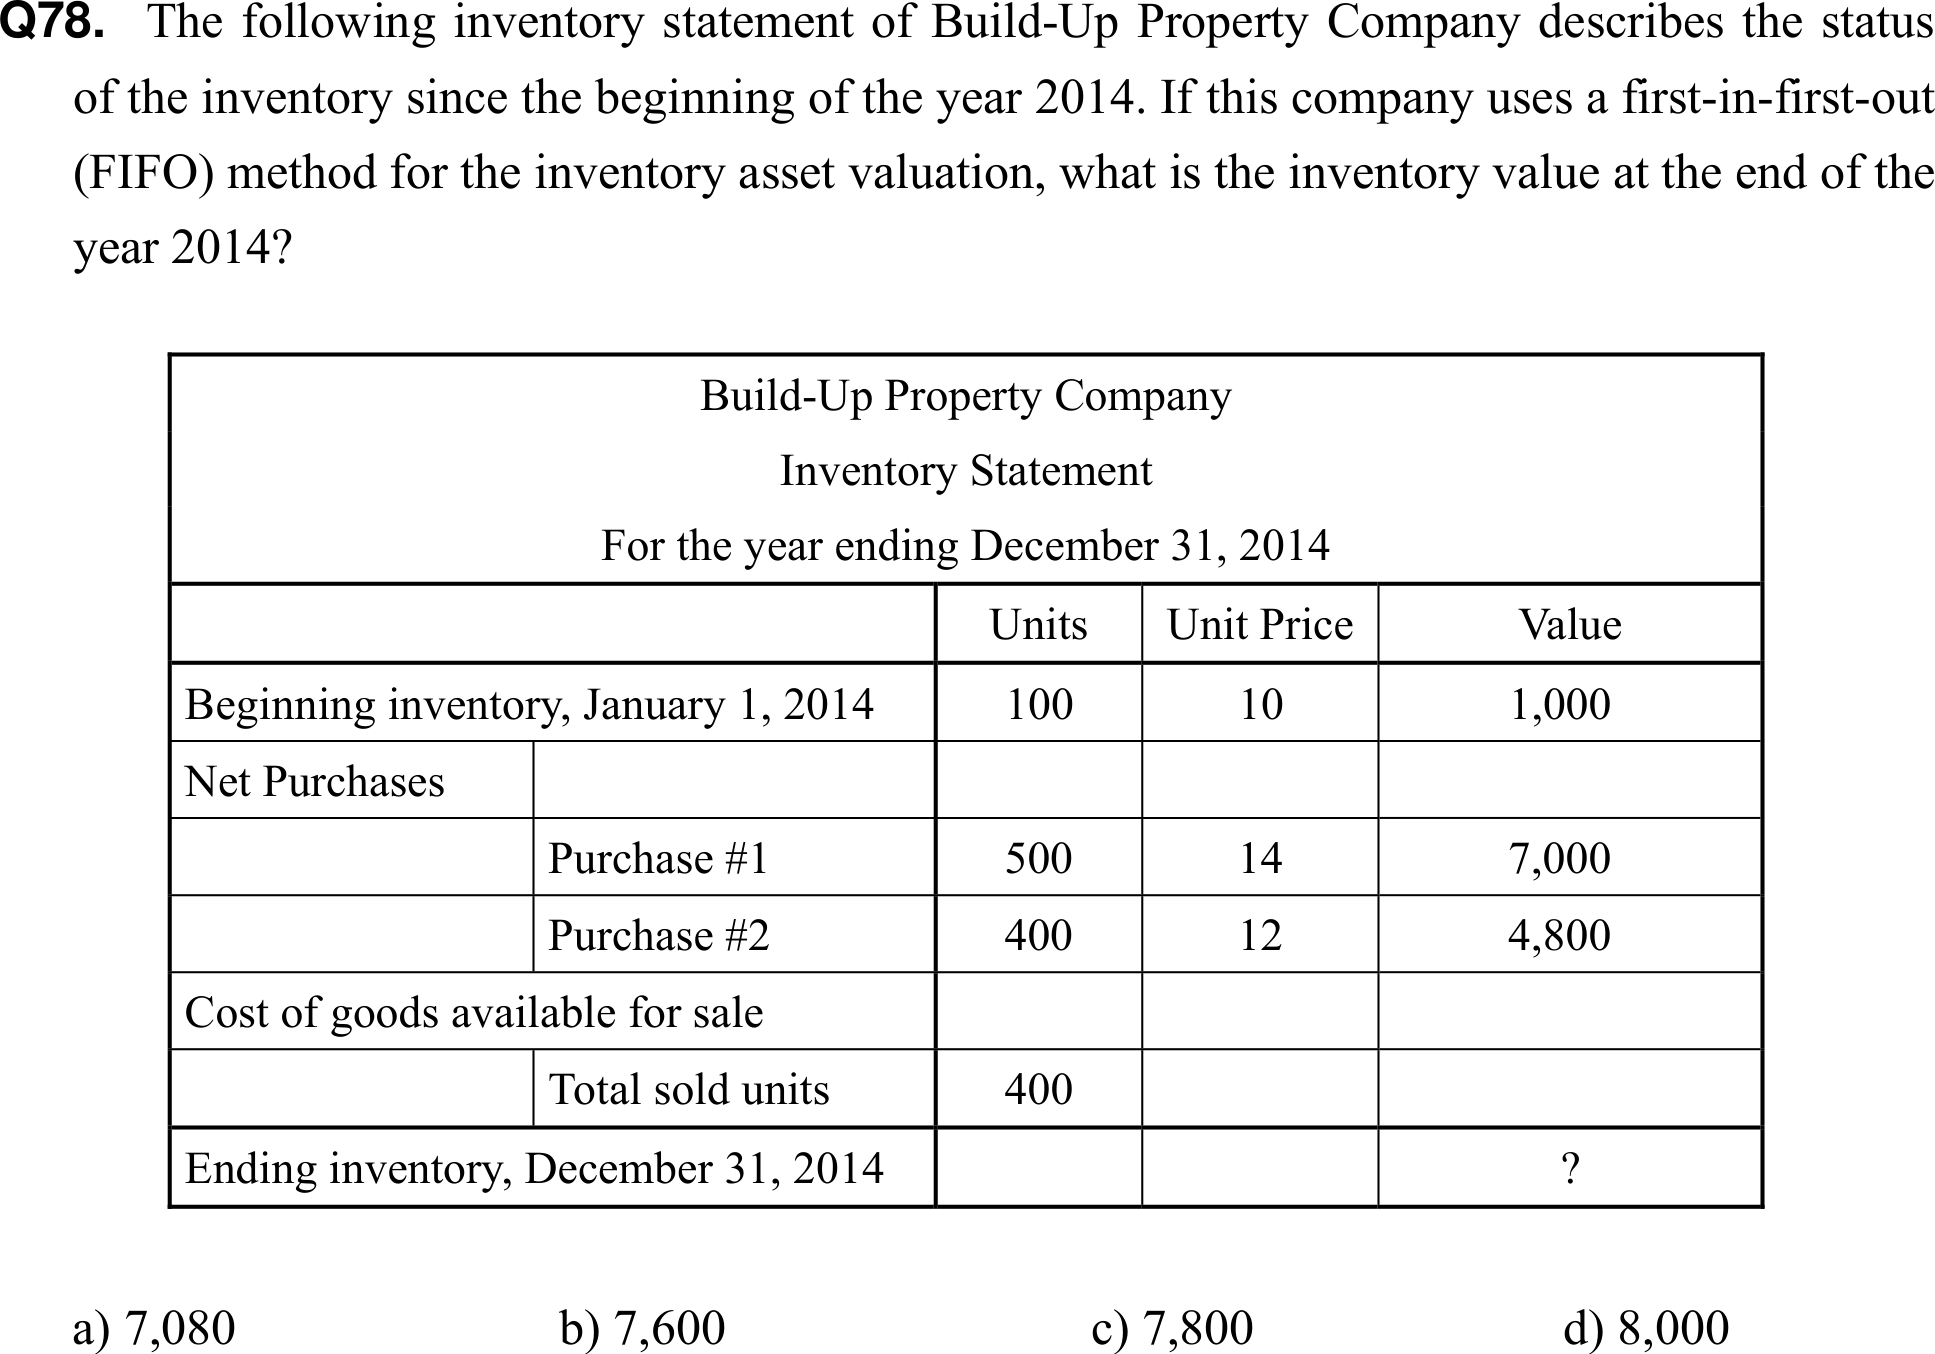 Q78. The following inventory statement of Build-Up Property Company describes the status
of the inventory since the beginning of the year 2014. If this company uses a first-in-first-out
(FIFO) method for the inventory asset valuation, what is the inventory value at the end of the
year 2014?
Build-Up Property Company
Inventory Statement
For the year ending December 31, 2014
Units Unit Price Value
Beginning inventory, January 1, 2014 100 10 1,000
Net Purchases
Purchase #1 500 14 7,000
Purchase #2 400 12 4,800
Cost of goods available for sale
Total sold units 400
Ending inventory, December 31, 2014 ?
a) 7,080 b) 7,600 c) 7,800 d) 8,000